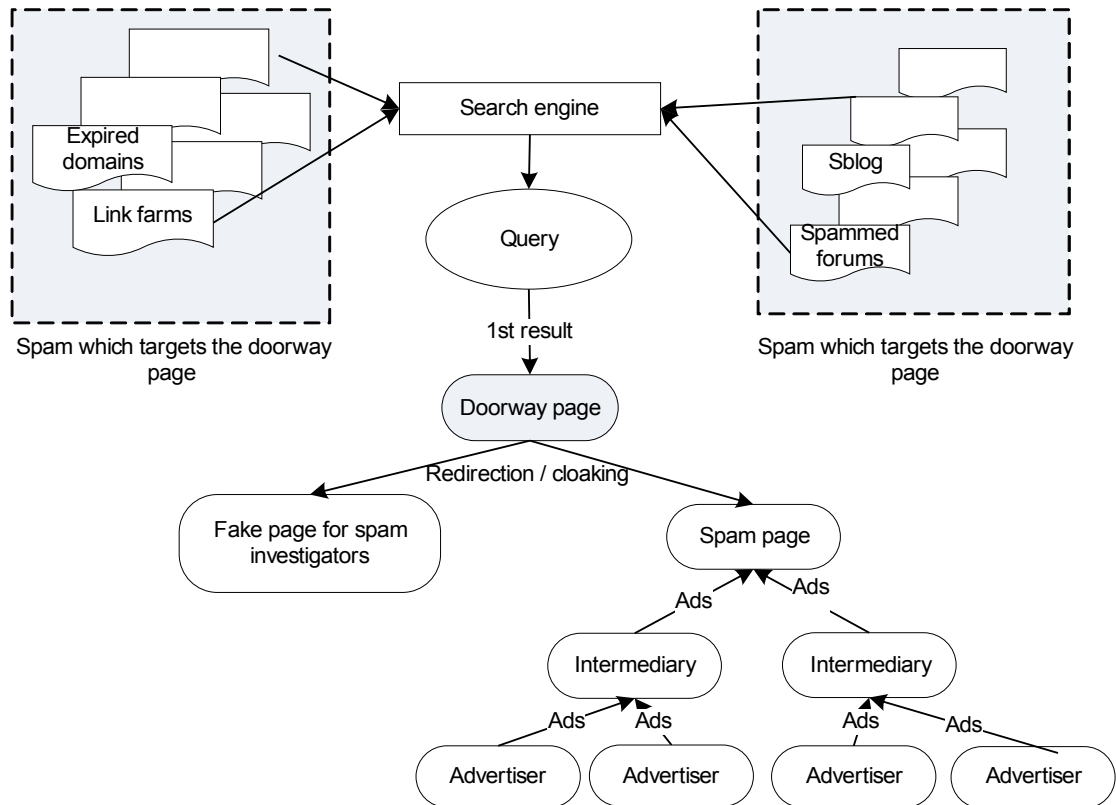 Search engine
Expired
domains
Link farms
Sblog
Spammed
forums
Query
1st result
Spam which targets the doorway
page
Spam which targets the doorway
page
Doorway page
Redirection / cloaking
Fake page for spam
investigators
Spam page
Ads
Ads
Intermediary
Intermediary
Ads
Ads
Ads
Ads
Advertiser
Advertiser
Advertiser
Advertiser